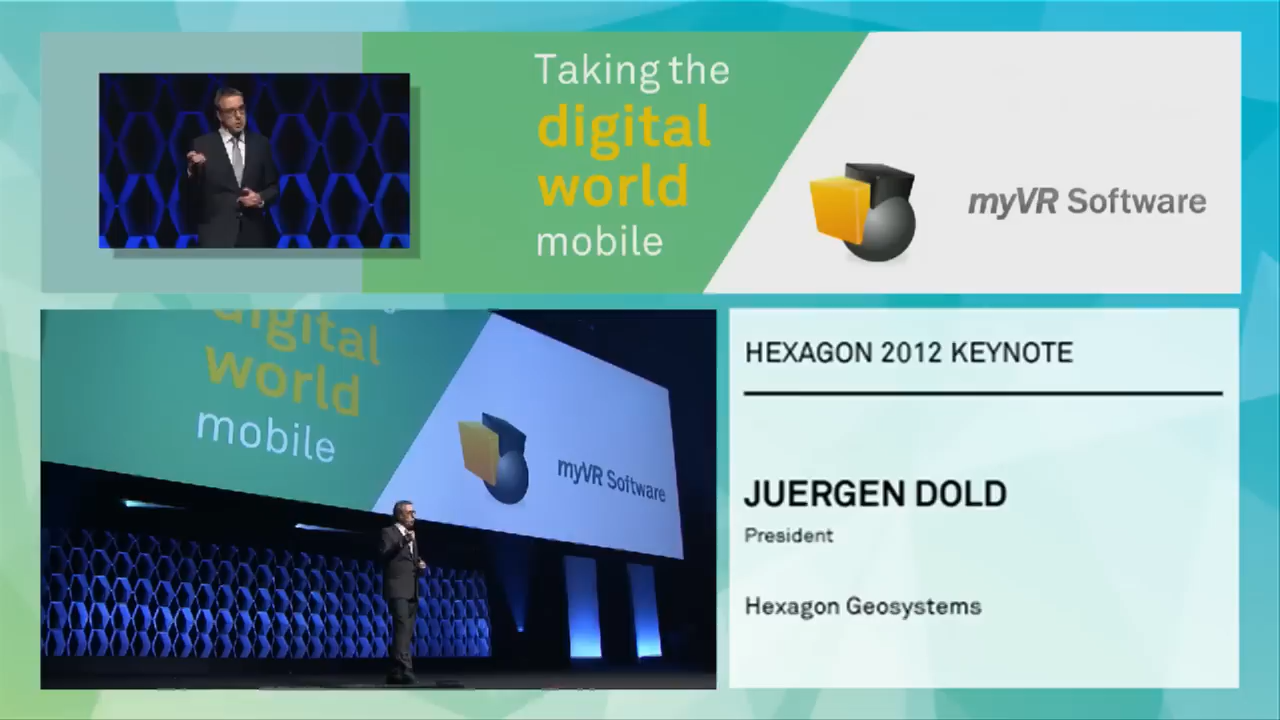 Taking the
digital
world
mobile
myVR Software
digital
world
mobile
myVR Software
HEXAGON 2012 KEYNOTE
JUERGEN DOLD
President
Hexagon Geosystems